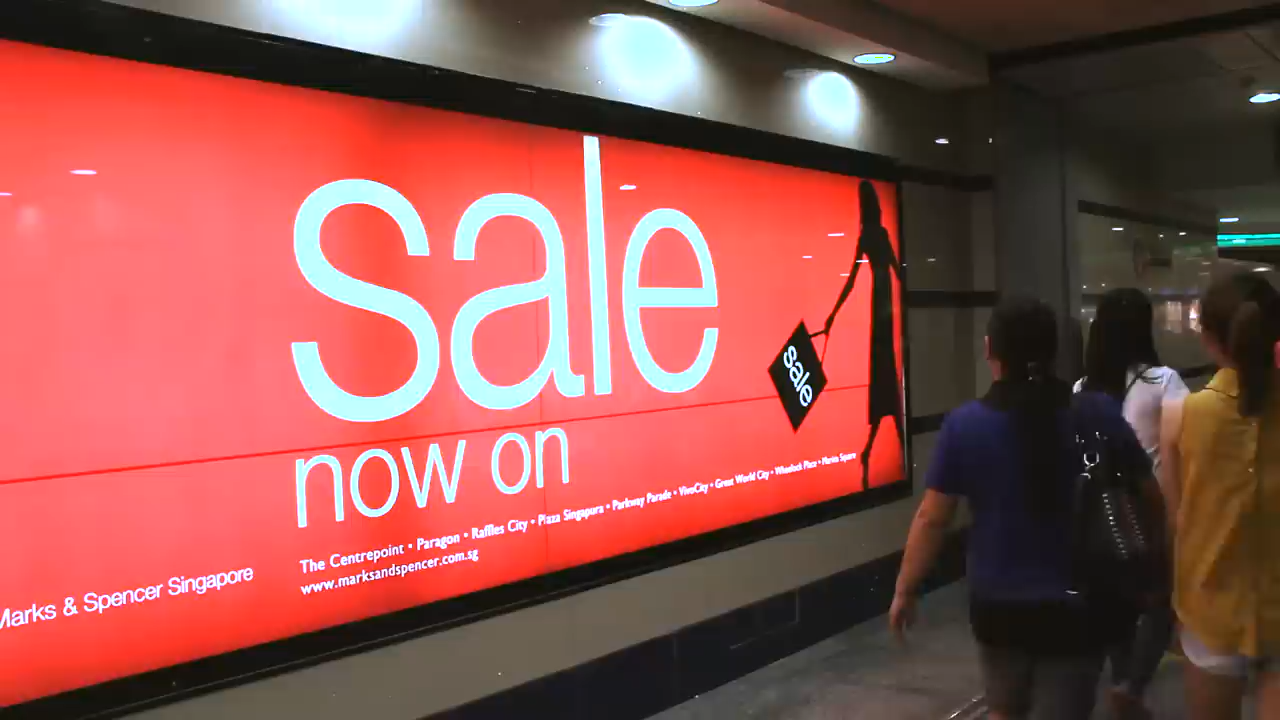 sale
now on
sale
The Centrepoint • Paragon • Raffles City • Plaza Singapura • Parkway Parade • VivoCity • Great World City • Wheelock Place • Marina Square
www.marksandspencer.com.sg
Marks & Spencer Singapore